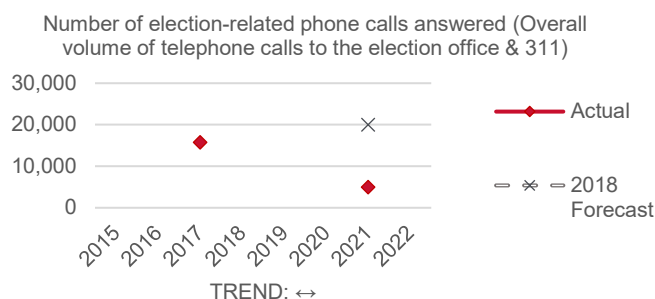 Number of election-related phone calls answered (Overall
volume of telephone calls to the election office & 311)
30,000
20,000
10,000
0
2015
2016
2017
2018
2019
2020
2021
2022
Actual
2018
Forecast
TREND: ↔